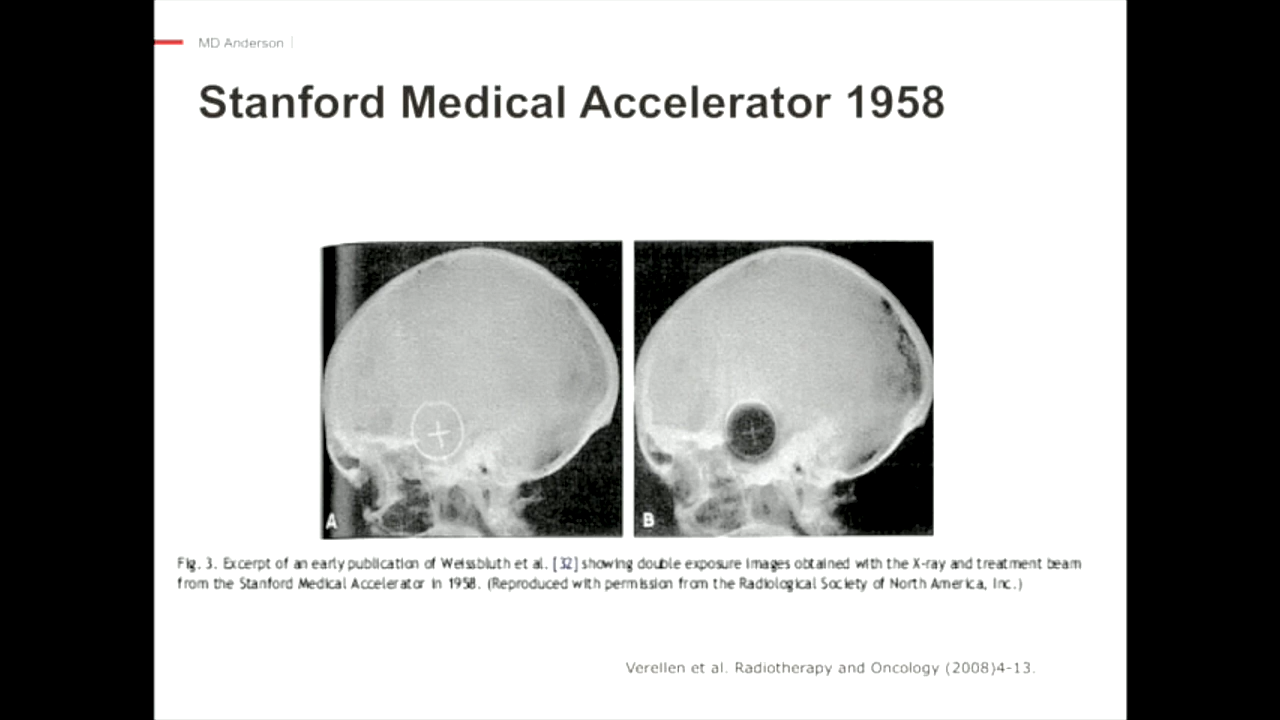 MD Anderson
Stanford Medical Accelerator 1958
A
B
Fig. 3. Excerpt of an early publication of Weissbluth et al. [32] showing double exposure images obtained with the X-ray and treatment beam
from the Stanford Medical Accelerator in 1958. (Reproduced with permission from the Radiological Society of North America, Inc.)
Verellen et al. Radiotherapy and Oncology (2008)4-13.